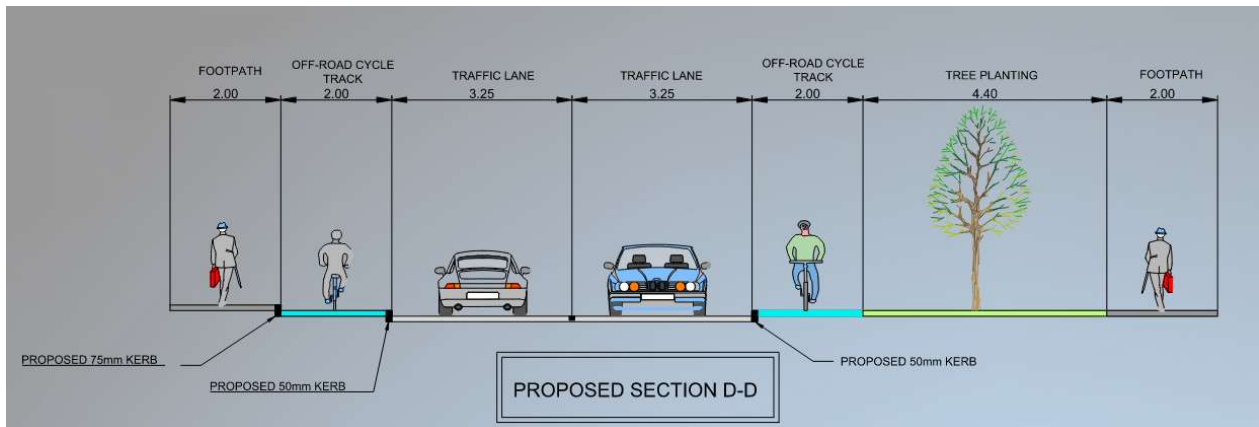 FOOTPATH
2.00
OFF-ROAD CYCLE
TRACK
2.00
TRAFFIC LANE
3.25
TRAFFIC LANE
3.25
OFF-ROAD CYCLE
TRACK
2.00
TREE PLANTING
4.40
FOOTPATH
2.00
PROPOSED 75mm KERB
PROPOSED 50mm KERB
PROPOSED 50mm KERB
PROPOSED SECTION D-D